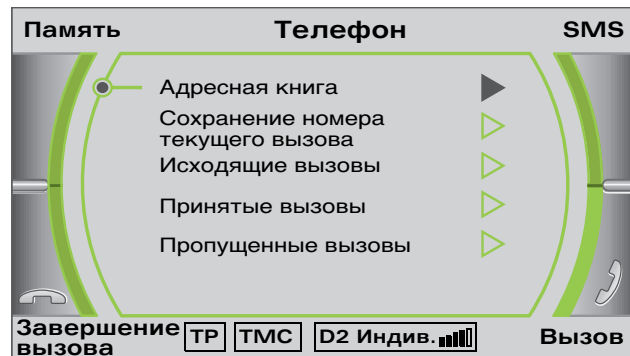 Память Телефон SMS
Адресная книга
Сохранение номера
текущего вызова
Исходящие вызовы
Принятые вызовы
Пропущенные вызовы
Завершение
вызова
TP TMC D2 Индив. Вызов